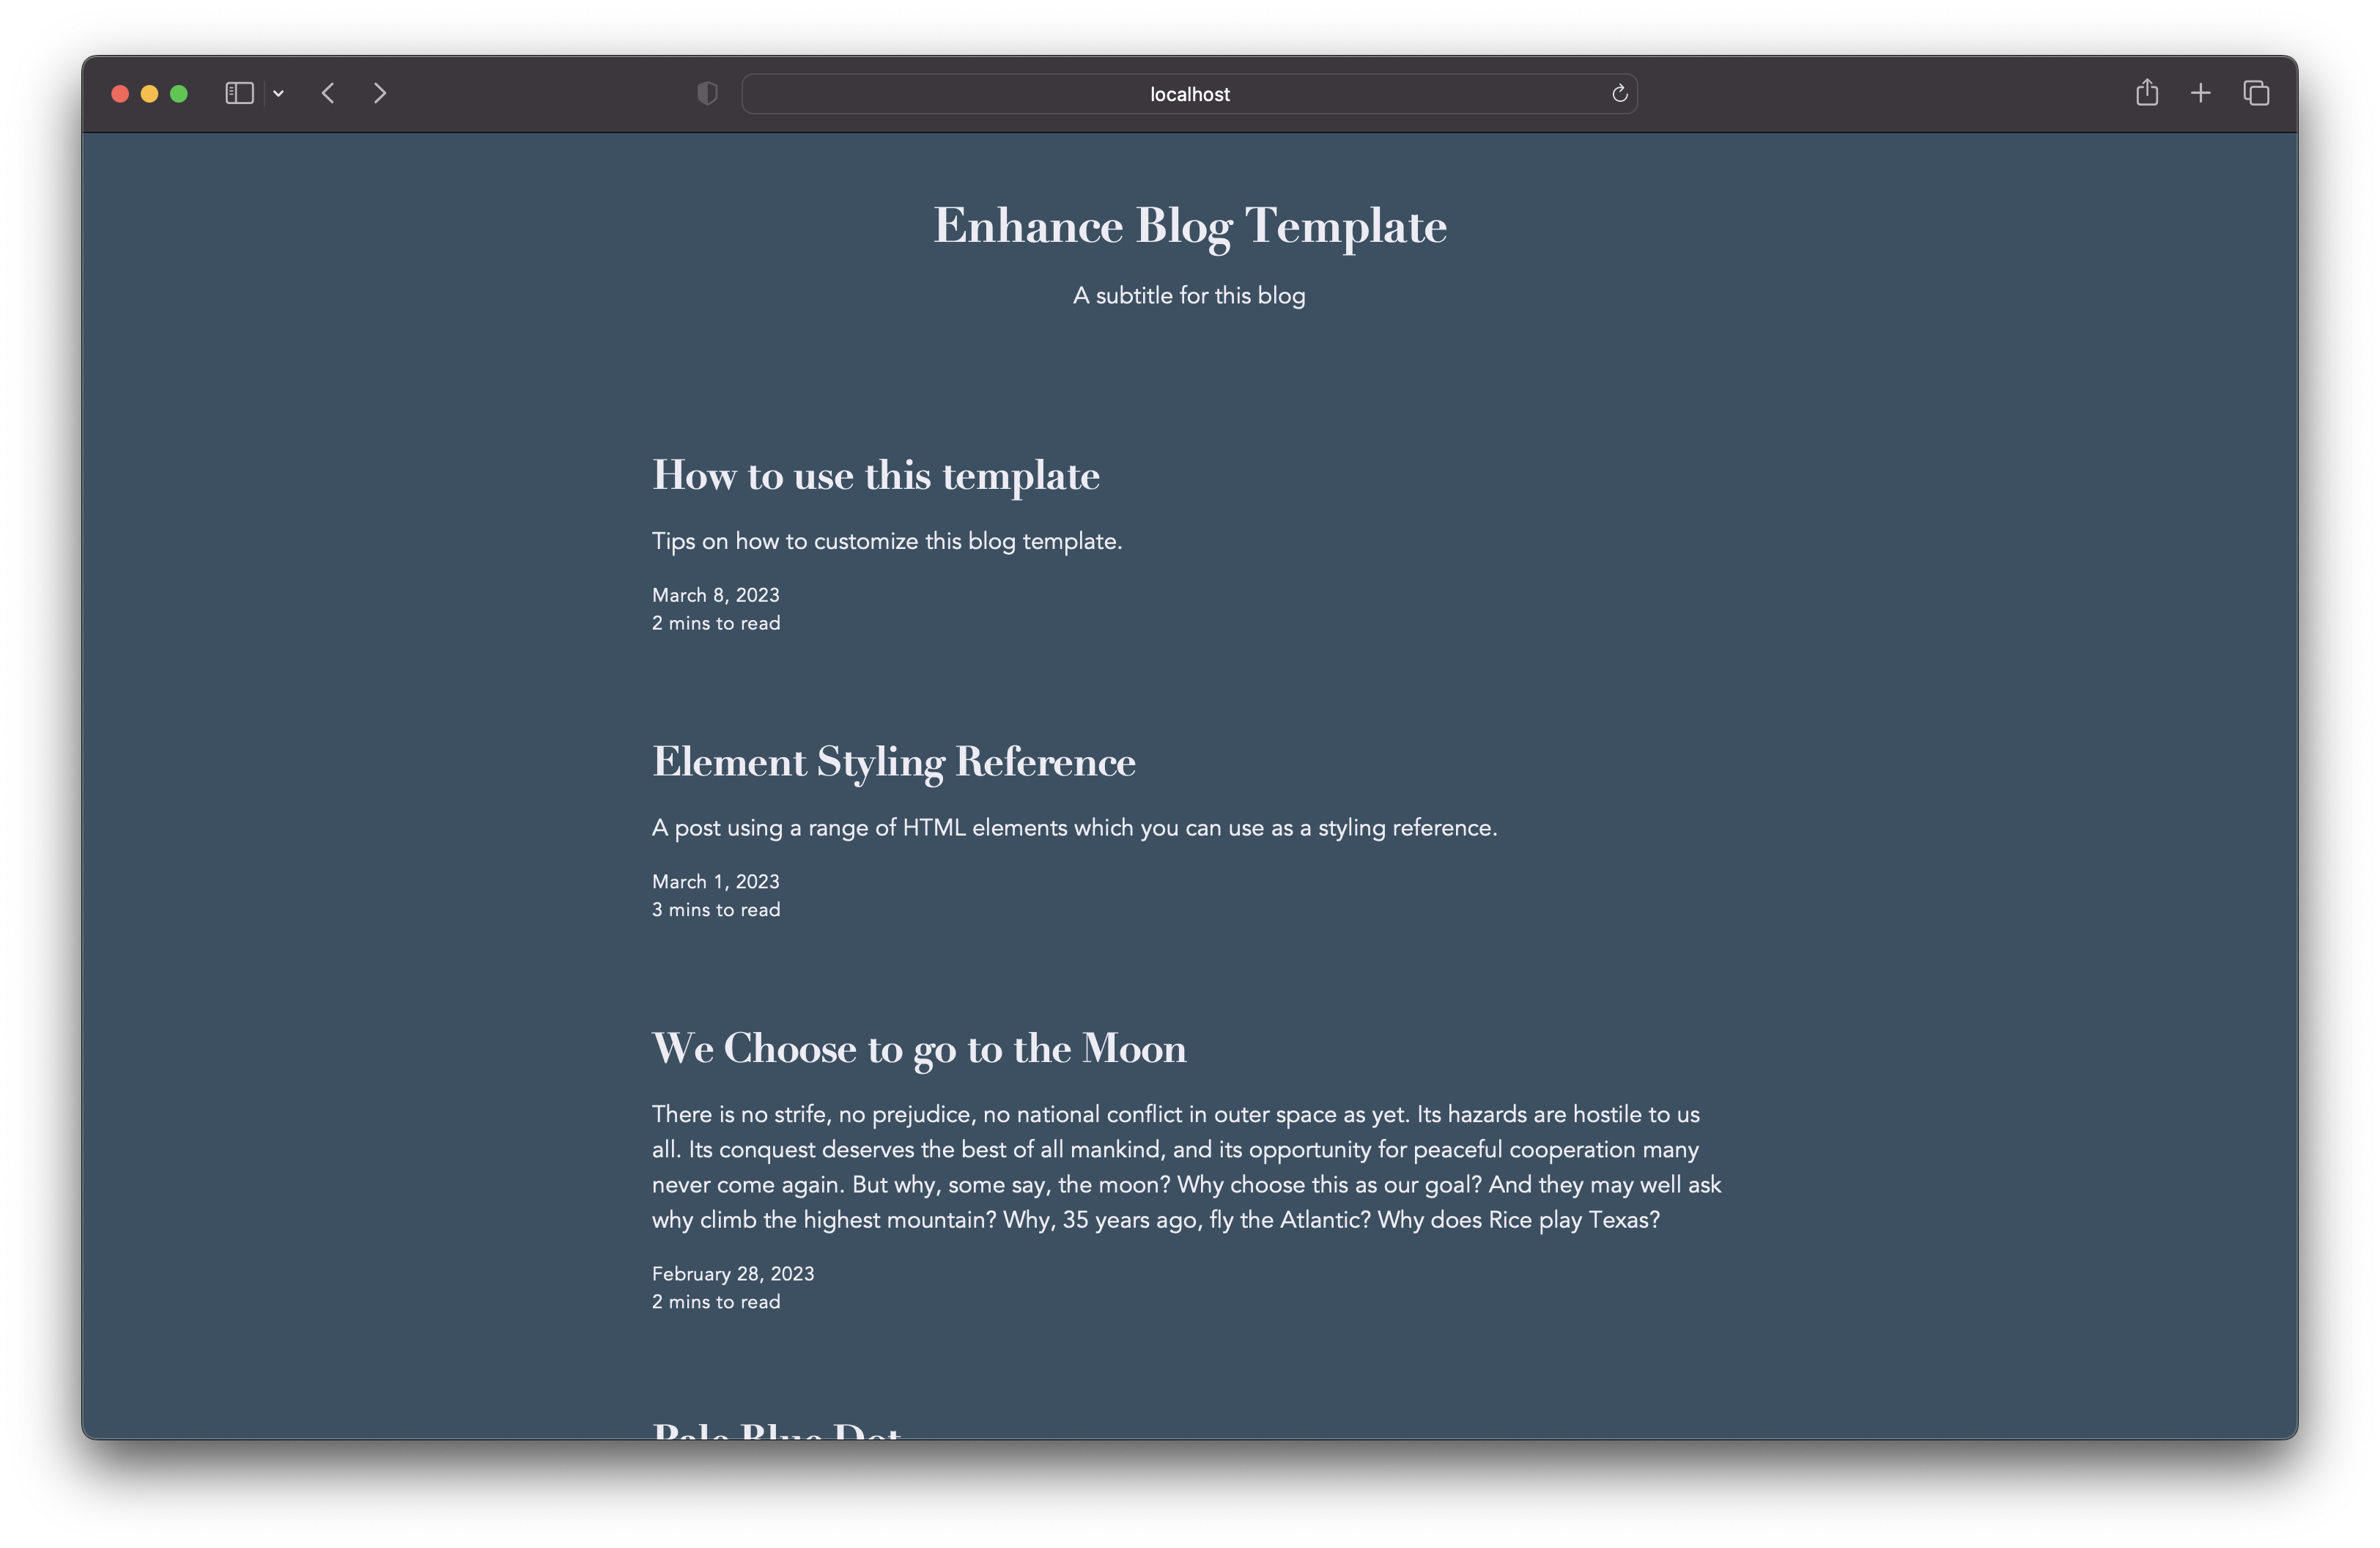 localhost
Enhance Blog Template
A subtitle for this blog
How to use this template
Tips on how to customize this blog template.
March 8, 2023
2 mins to read
Element Styling Reference
A post using a range of HTML elements which you can use as a styling reference.
March 1, 2023
3 mins to read
We Choose to go to the Moon
There is no strife, no prejudice, no national conflict in outer space as yet. Its hazards are hostile to us
all. Its conquest deserves the best of all mankind, and its opportunity for peaceful cooperation many
never come again. But why, some say, the moon? Why choose this as our goal? And they may well ask
why climb the highest mountain? Why, 35 years ago, fly the Atlantic? Why does Rice play Texas?
February 28, 2023
2 mins to read
Pale Blue Dot